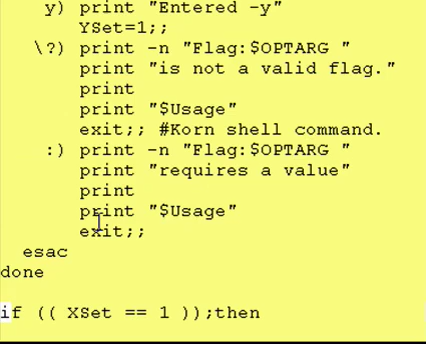 y) print "Entered -y"
YSet=1;;
\?) print -n "Flag:$OPTARG "
print "is not a valid flag."
print
print "$Usage"
exit;; #Korn shell command.
:) print -n "Flag:$OPTARG "
print "requires a value"
print
print "$Usage"
exit;;
esac
done
if (( XSet == 1 ));then